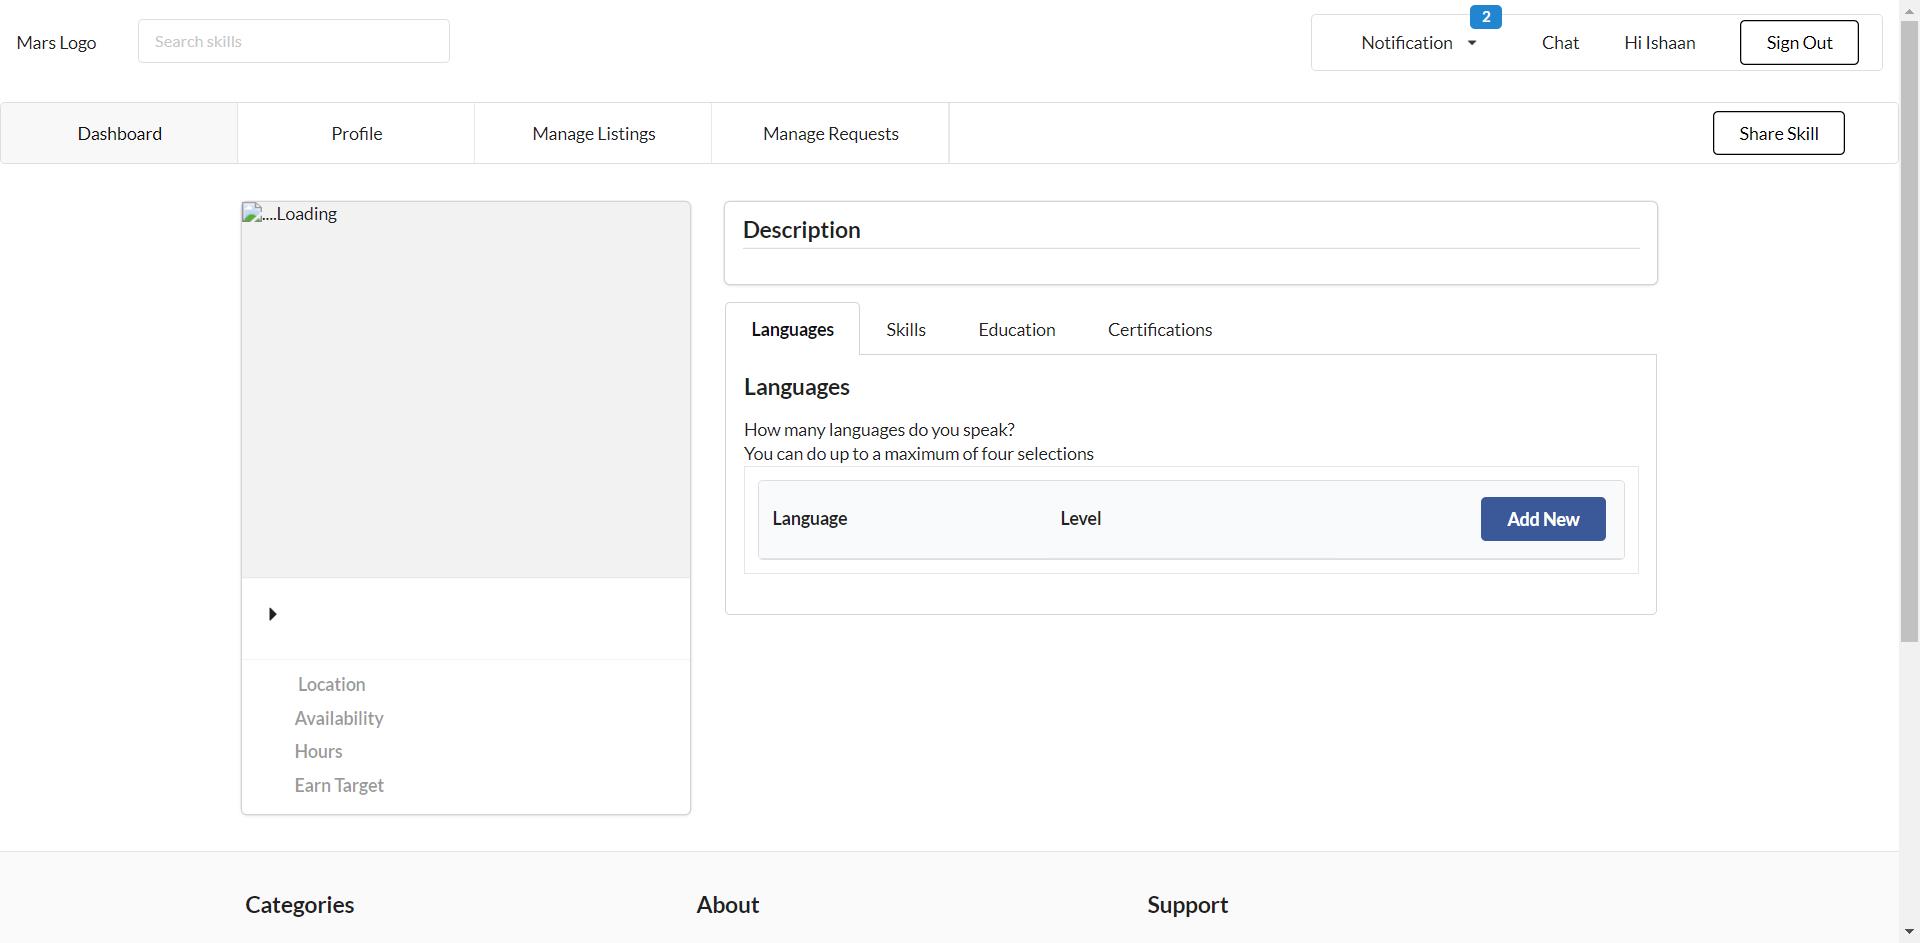 Mars Logo
Search skills
2
Notification
Chat
Hi Ishaan
Sign Out
Dashboard
Profile
Manage Listings
Manage Requests
Share Skill
....Loading
Location
Availability
Hours
Earn Target
Description
Languages
Skills
Education
Certifications
Languages
How many languages do you speak?
You can do up to a maximum of four selections
Language
Level
Add New
Categories
About
Support